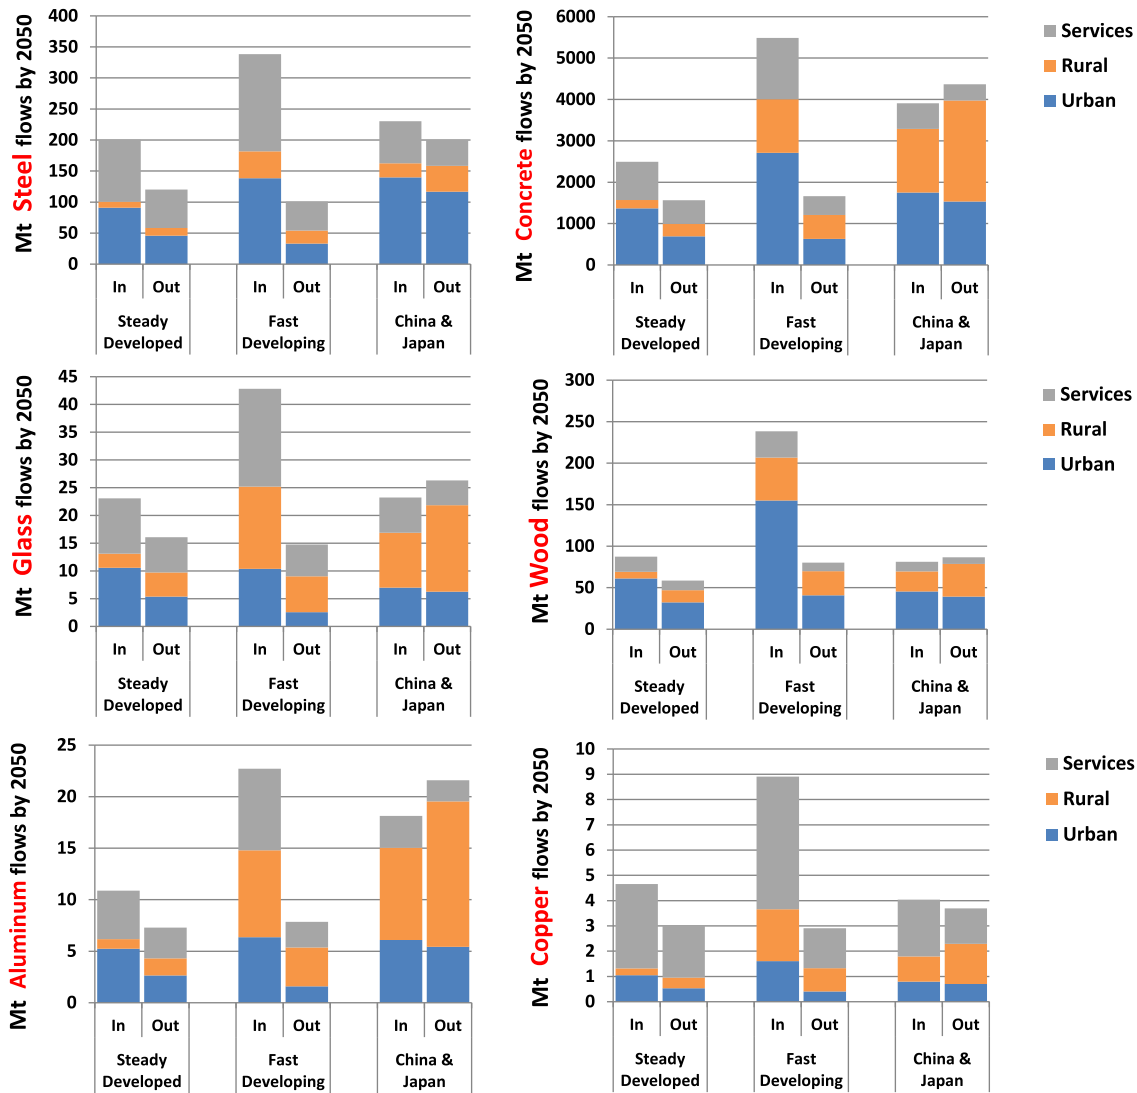 Mt Steel flows by 2050
400
350
300
250
200
150
100
50
0
In Out In Out In Out
Steady Developed
Fast Developing
China & Japan
Mt Concrete flows by 2050
6000
5000
4000
3000
2000
1000
0
In Out In Out In Out
Steady Developed
Fast Developing
China & Japan
Services
Rural
Urban
Mt Glass flows by 2050
45
40
35
30
25
20
15
10
5
0
In Out In Out In Out
Steady Developed
Fast Developing
China & Japan
Mt Wood flows by 2050
300
250
200
150
100
50
0
In Out In Out In Out
Steady Developed
Fast Developing
China & Japan
Services
Rural
Urban
Mt Aluminum flows by 2050
25
20
15
10
5
0
In Out In Out In Out
Steady Developed
Fast Developing
China & Japan
Mt Copper flows by 2050
10
9
8
7
6
5
4
3
2
1
0
In Out In Out In Out
Steady Developed
Fast Developing
China & Japan
Services
Rural
Urban